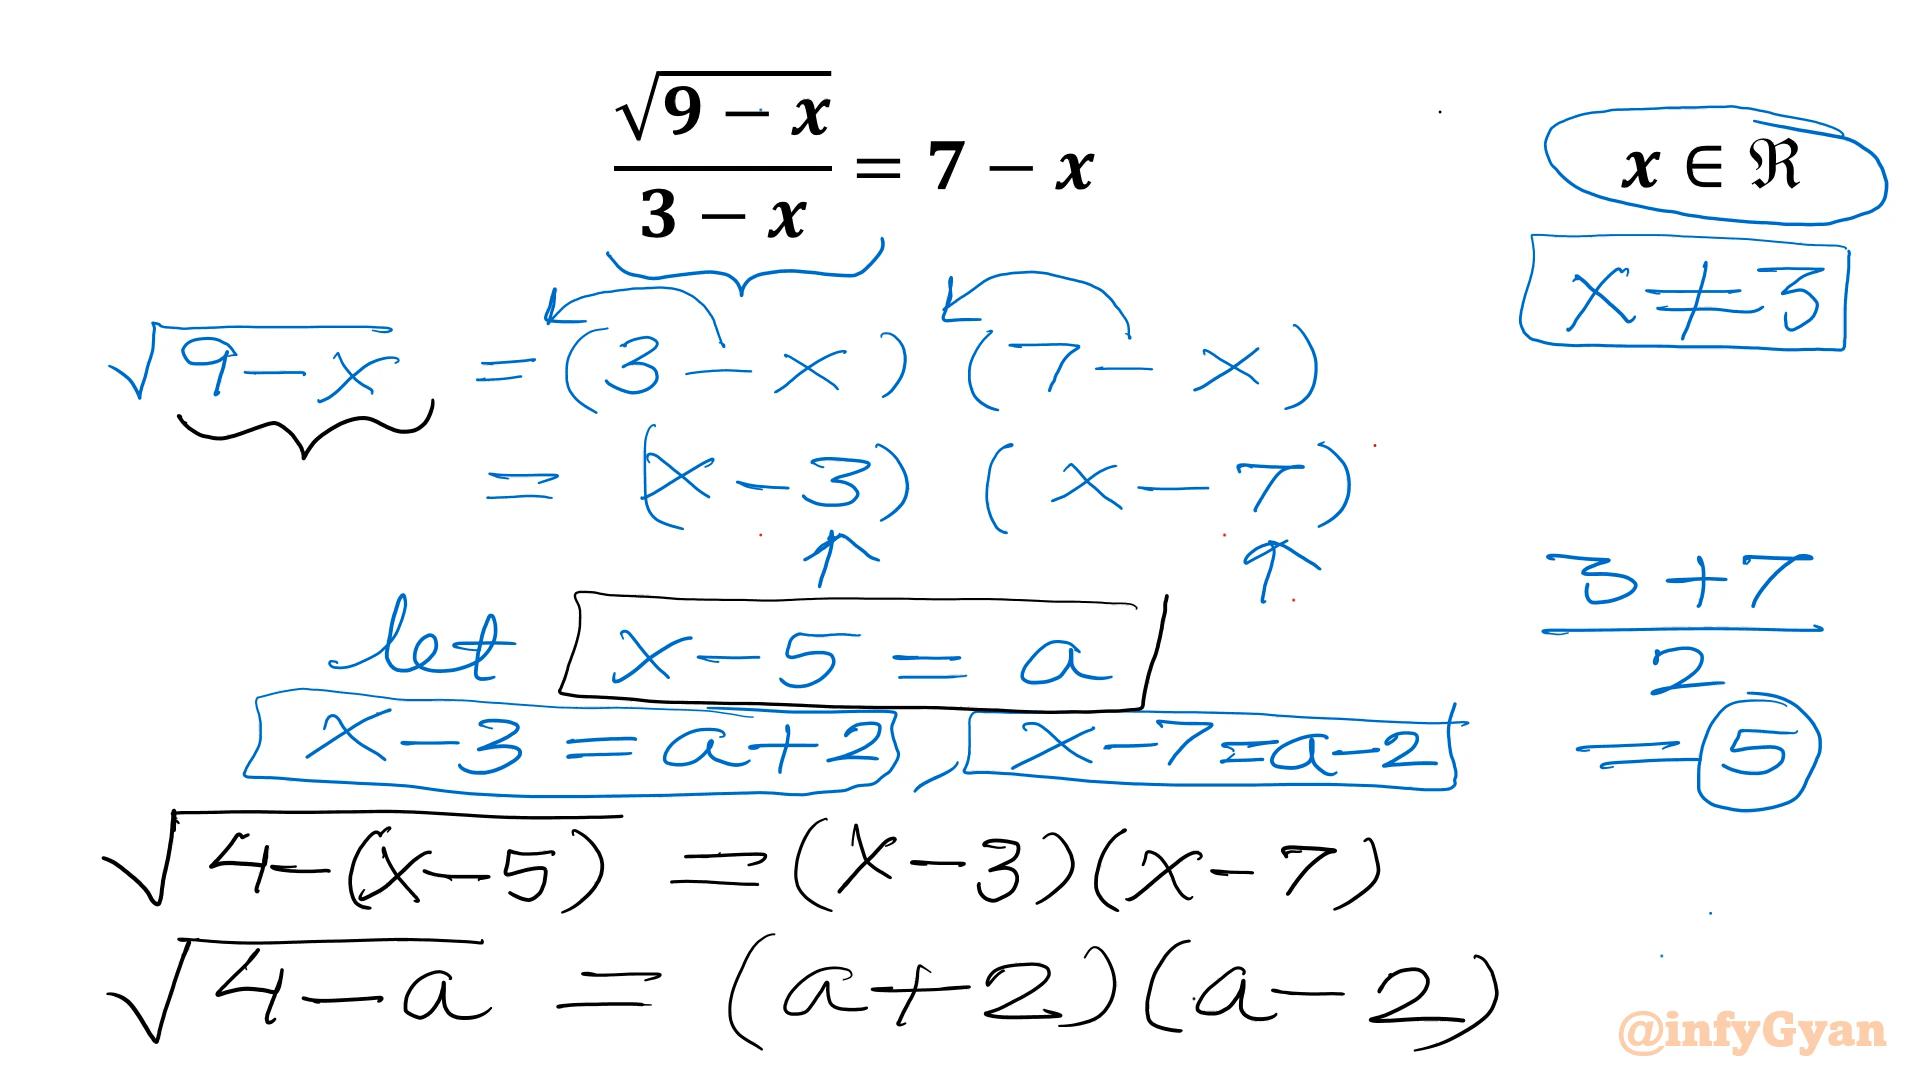 √(9 − x) / (3 − x) = 7 − x
x ∈ ℜ
x ≠ 3
√(9 − x) = (3 − x) (7 − x)
= (x − 3) (x − 7)
let x − 5 = a
x − 3 = a + 2 , x − 7 = a − 2
(3 + 7) / 2
= 5
√(4 − (x − 5)) = (x − 3)(x − 7)
√(4 − a) = (a + 2)(a − 2)
@infyGyan